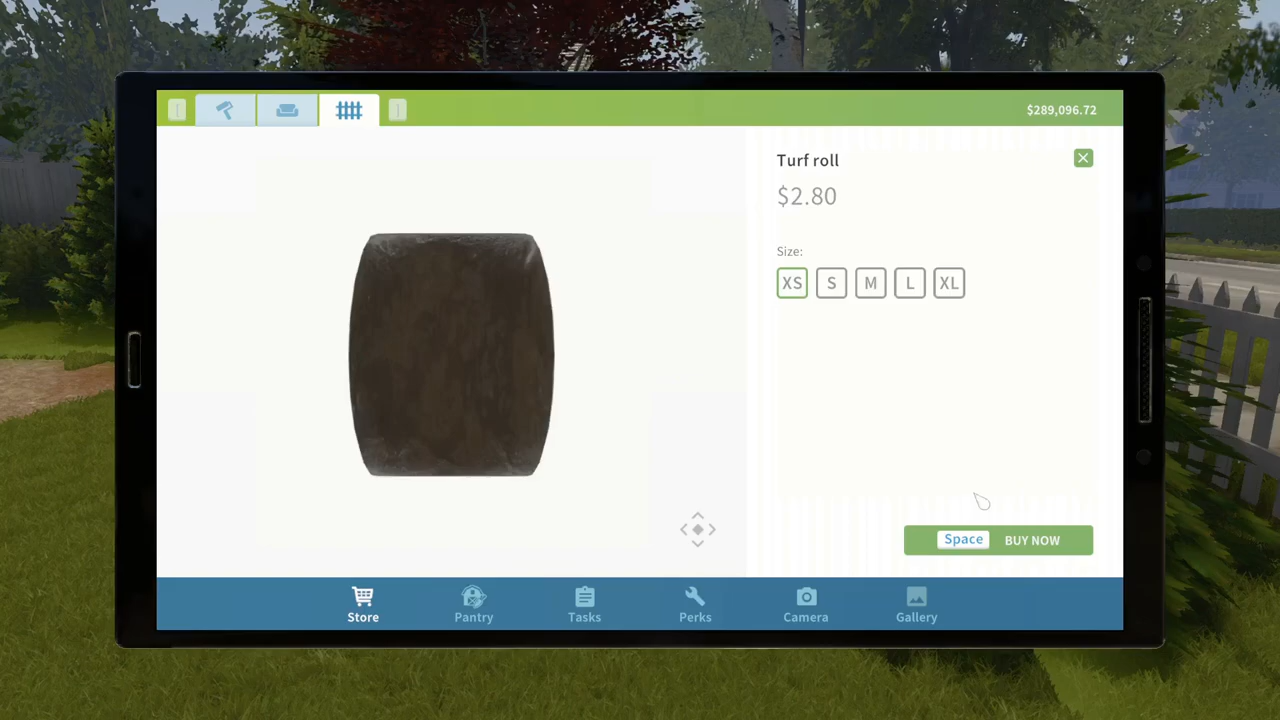 $289,096.72
Turf roll
$2.80
Size:
XS S M L XL
Space BUY NOW
Store Pantry Tasks Perks Camera Gallery